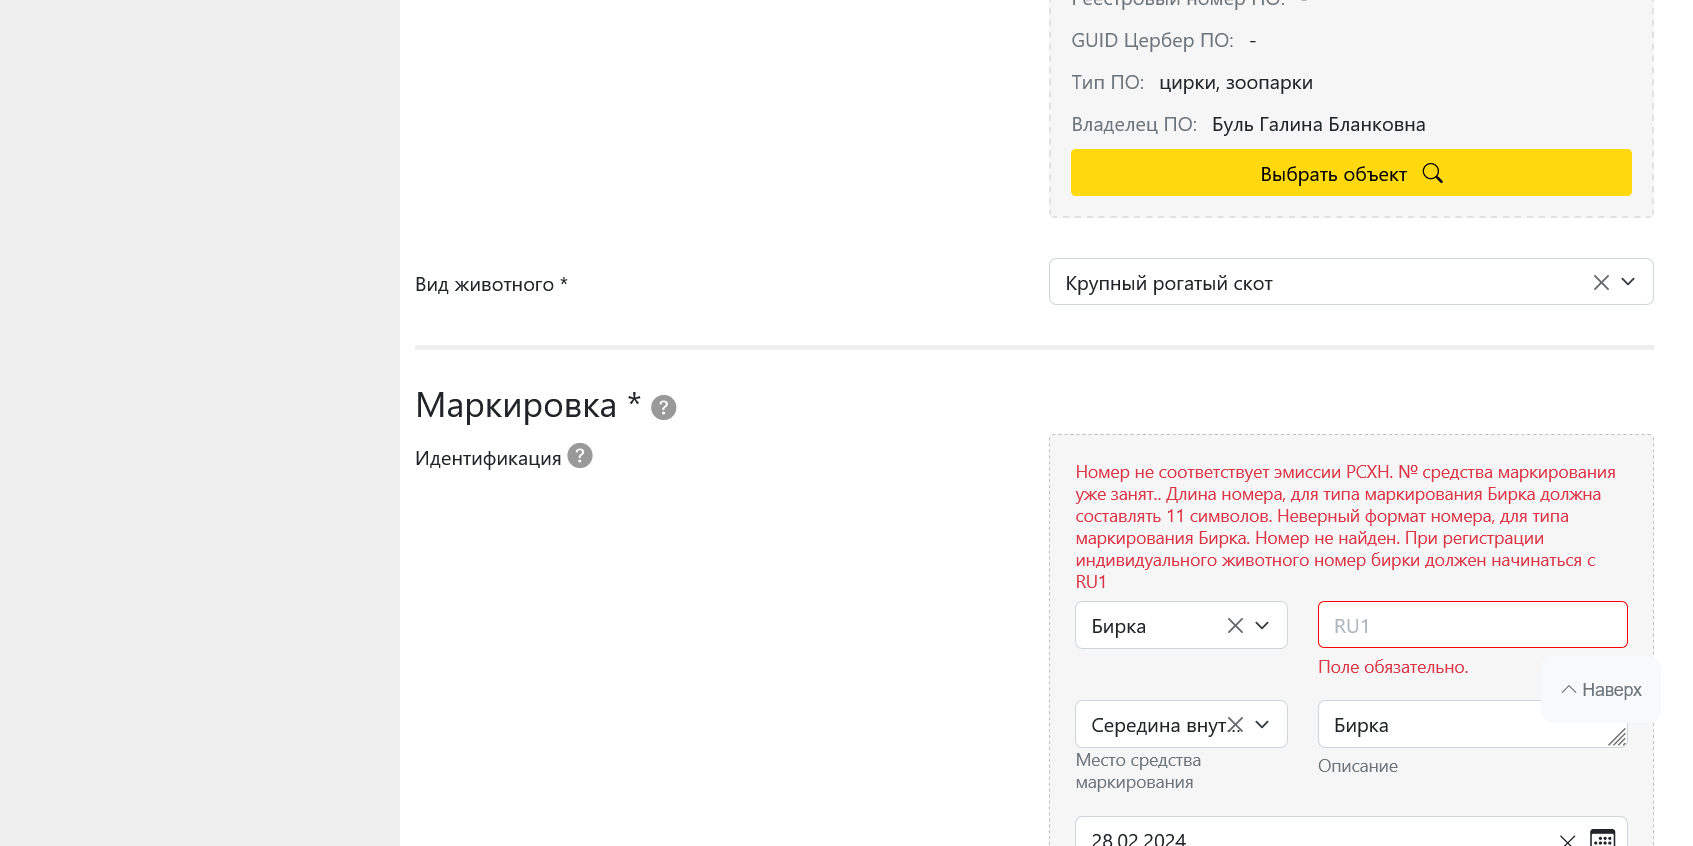 Реестровый номер ПО: -
GUID Цербер ПО: -
Тип ПО: цирки, зоопарки
Владелец ПО: Буль Галина Бланковна
Выбрать объект
Вид животного *
Крупный рогатый скот
Маркировка * ?
Идентификация ?
Номер не соответствует эмиссии РСХН. № средства маркирования
уже занят.. Длина номера, для типа маркирования Бирка должна
составлять 11 символов. Неверный формат номера, для типа
маркирования Бирка. Номер не найден. При регистрации
индивидуального животного номер бирки должен начинаться с
RU1
Бирка
RU1
Поле обязательно.
Наверх
Середина внут...
Бирка
Место средства
маркирования
Описание
28.02.2024